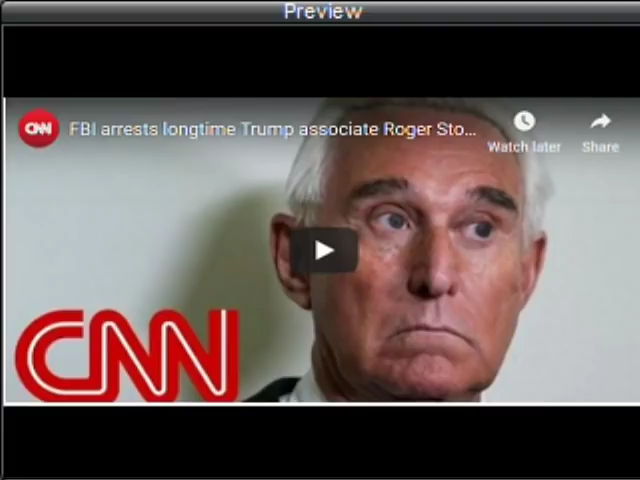 Preview
CNN
FBI arrests longtime Trump associate Roger Sto...
Watch later
Share
CNN